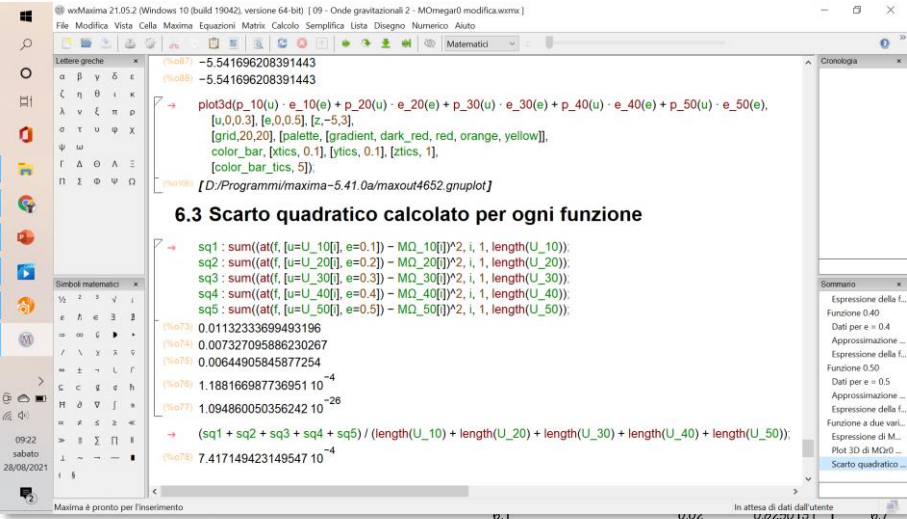 wxMaxima 21.05.2 (Windows 10 (build 19042), versione 64-bit) [ 09 - Onde gravitazionali 2 - MOmegar0 modifica.wxmx ]
File Modifica Vista Cella Maxima Equazioni Matrix Calcolo Semplifica Lista Disegno Numerico Aiuto
Matematici
Lettere greche
α β γ δ ε
ζ η θ ι κ
λ ν ξ π ρ
σ τ υ φ χ
ψ ω
Γ Δ Θ Λ Ξ
Π Σ Φ Ψ Ω
Simboli matematici
(%o87) −5.541696208391443
(%o88) −5.541696208391443
→ plot3d(p_10(u) · e_10(e) + p_20(u) · e_20(e) + p_30(u) · e_30(e) + p_40(u) · e_40(e) + p_50(u) · e_50(e),
[u,0,0.3], [e,0,0.5], [z,−5,3],
[grid,20,20], [palette, [gradient, dark_red, red, orange, yellow]],
color_bar, [xtics, 0.1], [ytics, 0.1], [ztics, 1],
[color_bar_tics, 5]);
[ D:/Programmi/maxima−5.41.0a/maxout4652.gnuplot ]
6.3 Scarto quadratico calcolato per ogni funzione
→ sq1 : sum((at(f, [u=U_10[i], e=0.1]) − MΩ_10[i])^2, i, 1, length(U_10));
sq2 : sum((at(f, [u=U_20[i], e=0.2]) − MΩ_20[i])^2, i, 1, length(U_20));
sq3 : sum((at(f, [u=U_30[i], e=0.3]) − MΩ_30[i])^2, i, 1, length(U_30));
sq4 : sum((at(f, [u=U_40[i], e=0.4]) − MΩ_40[i])^2, i, 1, length(U_40));
sq5 : sum((at(f, [u=U_50[i], e=0.5]) − MΩ_50[i])^2, i, 1, length(U_50));
(%o73) 0.01132333699493196
(%o74) 0.007327095886230267
(%o75) 0.00644905845877254
(%o76) 1.188166987736951 10^−4
(%o77) 1.094860050356242 10^−26
→ (sq1 + sq2 + sq3 + sq4 + sq5) / (length(U_10) + length(U_20) + length(U_30) + length(U_40) + length(U_50));
(%o78) 7.417149423149547 10^−4
Cronologia
Sommario
Espressione della f...
Funzione 0.40
Dati per e = 0.4
Approssimazione ...
Espressione della f...
Funzione 0.50
Dati per e = 0.5
Approssimazione ...
Espressione della f...
Funzione a due vari...
Espressione di M...
Plot 3D di MΩr0 ...
Scarto quadratico ...
09:22
sabato
28/08/2021
Maxima è pronto per l'inserimento
In attesa di dati dall'utente